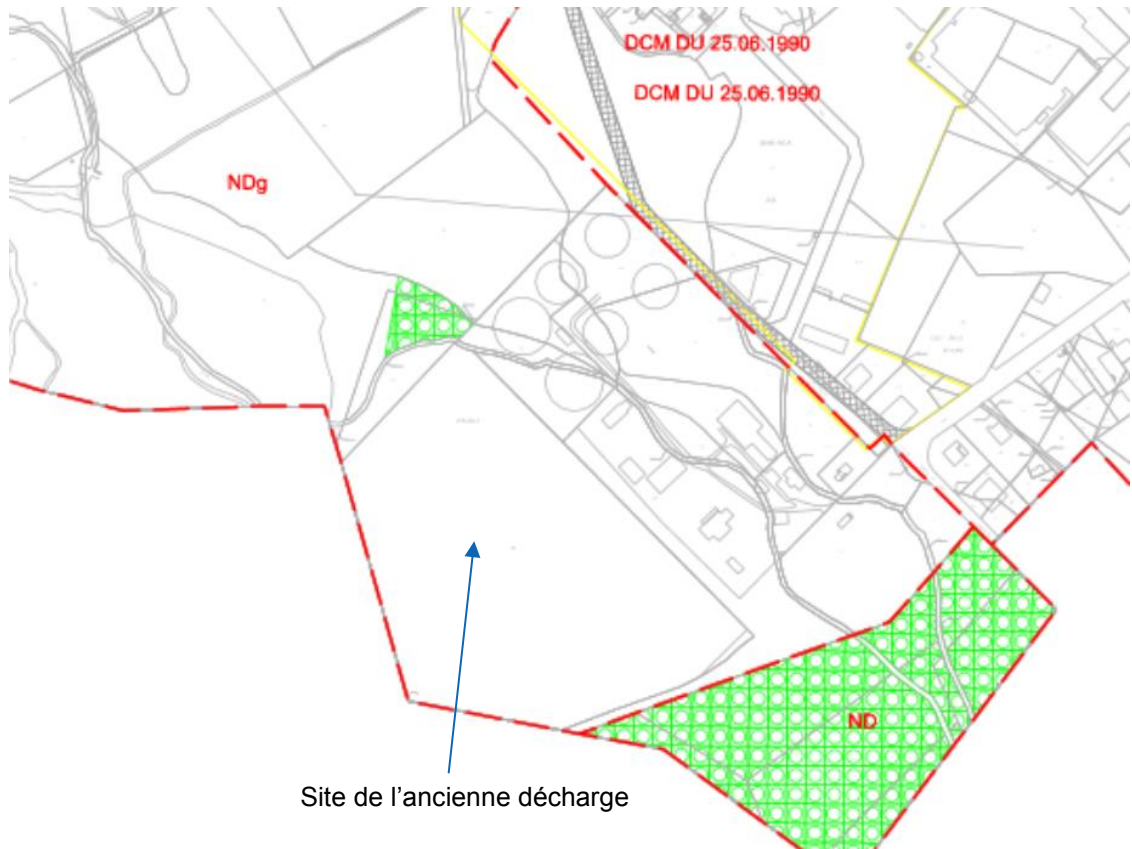 DCM DU 25.06.1990
DCM DU 25.06.1990
NDg
ND
Site de l’ancienne décharge